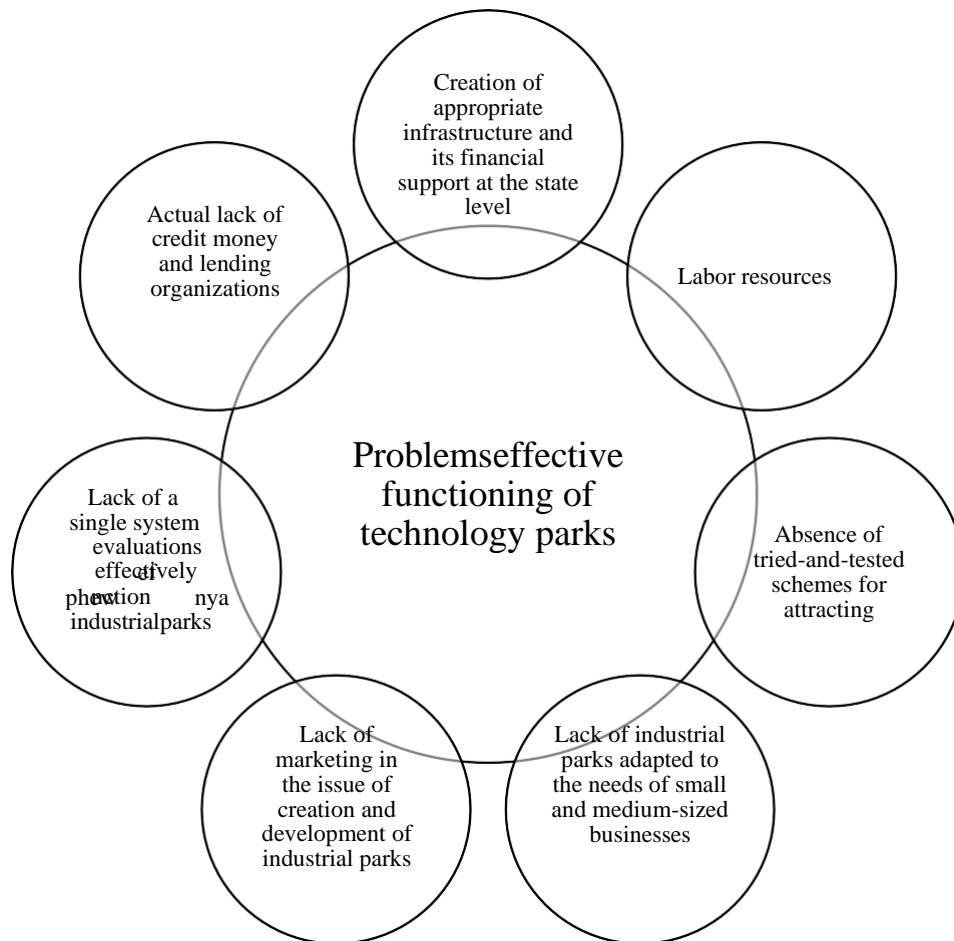 Creation of
appropriate
infrastructure and
its financial
support at the state
level
Labor resources
Absence of
tried-and-tested
schemes for
attracting
Lack of industrial
parks adapted to
the needs of small
and medium-sized
businesses
Lack of
marketing in
the issue of
creation and
development of
industrial parks
Lack of a
single system
evaluations
effectively
nya
industrialparks
Actual lack of
credit money
and lending
organizations
Problemseffective
functioning of
technology parks